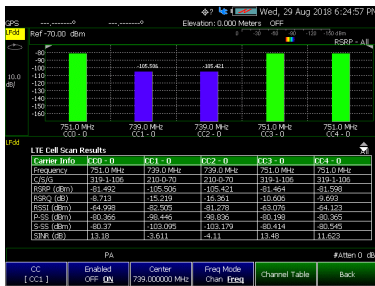 Wed, 29 Aug 2018 6:24:57 PM
GPS --,------° --,------° Elevation: 0.000 Meters OFF
LFdd Ref -70.00 dBm 0 -30 -60 -90 -120 -150 dBm
RSRP - All
-80
-90
-100
-110
-120
-130
-140
-150
-160
10.0
dB/
-105.506 -105.421
751.0 MHz 739.0 MHz 739.0 MHz 751.0 MHz 751.0 MHz
CC0 - 0 CC1 - 0 CC2 - 0 CC3 - 0 CC4 - 0
LFdd
LTE Cell Scan Results
Carrier Info CC0 - 0 CC1 - 0 CC2 - 0 CC3 - 0 CC4 - 0
Frequency 751.0 MHz 739.0 MHz 739.0 MHz 751.0 MHz 751.0 MHz
C/S/G 319-1-106 210-0-70 210-0-70 319-1-106 319-1-106
RSRP (dBm) -81.492 -105.506 -105.421 -81.464 -81.598
RSRQ (dB) -8.713 -15.219 -16.361 -10.606 -9.693
RSSI (dBm) -64.998 -82.505 -81.278 -63.076 -64.123
P-SS (dBm) -80.366 -98.446 -98.836 -80.198 -80.365
S-SS (dBm) -80.37 -103.095 -103.179 -80.414 -80.545
SINR (dB) 13.18 -3.611 -4.11 13.48 11.623
PA #Atten 0 dB
CC Enabled Center Freq Mode Channel Table Back
[ CC1 ] OFF ON 739.000000 MHz Chan Freq